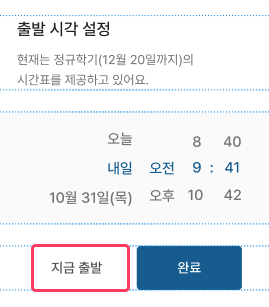 출발 시각 설정
현재는 정규학기(12월 20일까지)의
시간표를 제공하고 있어요.
오늘 8 40
내일 오전 9 : 41
10월 31일(목) 오후 10 42
지금 출발 완료